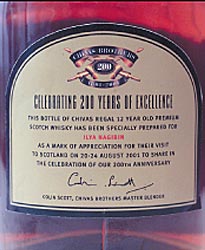 CHIVAS BROTHERS
200
CELEBRATING 200 YEARS OF EXCELLENCE
THIS BOTTLE OF CHIVAS REGAL 12 YEAR OLD PREMIUM
SCOTCH WHISKY HAS BEEN SPECIALLY PREPARED FOR
ILYA NAGIBIN
AS A MARK OF APPRECIATION FOR THEIR VISIT
TO SCOTLAND ON 20-24 AUGUST 2001 TO SHARE IN
THE CELEBRATION OF OUR 200TH ANNIVERSARY
Colin Scott
COLIN SCOTT, CHIVAS BROTHERS MASTER BLENDER